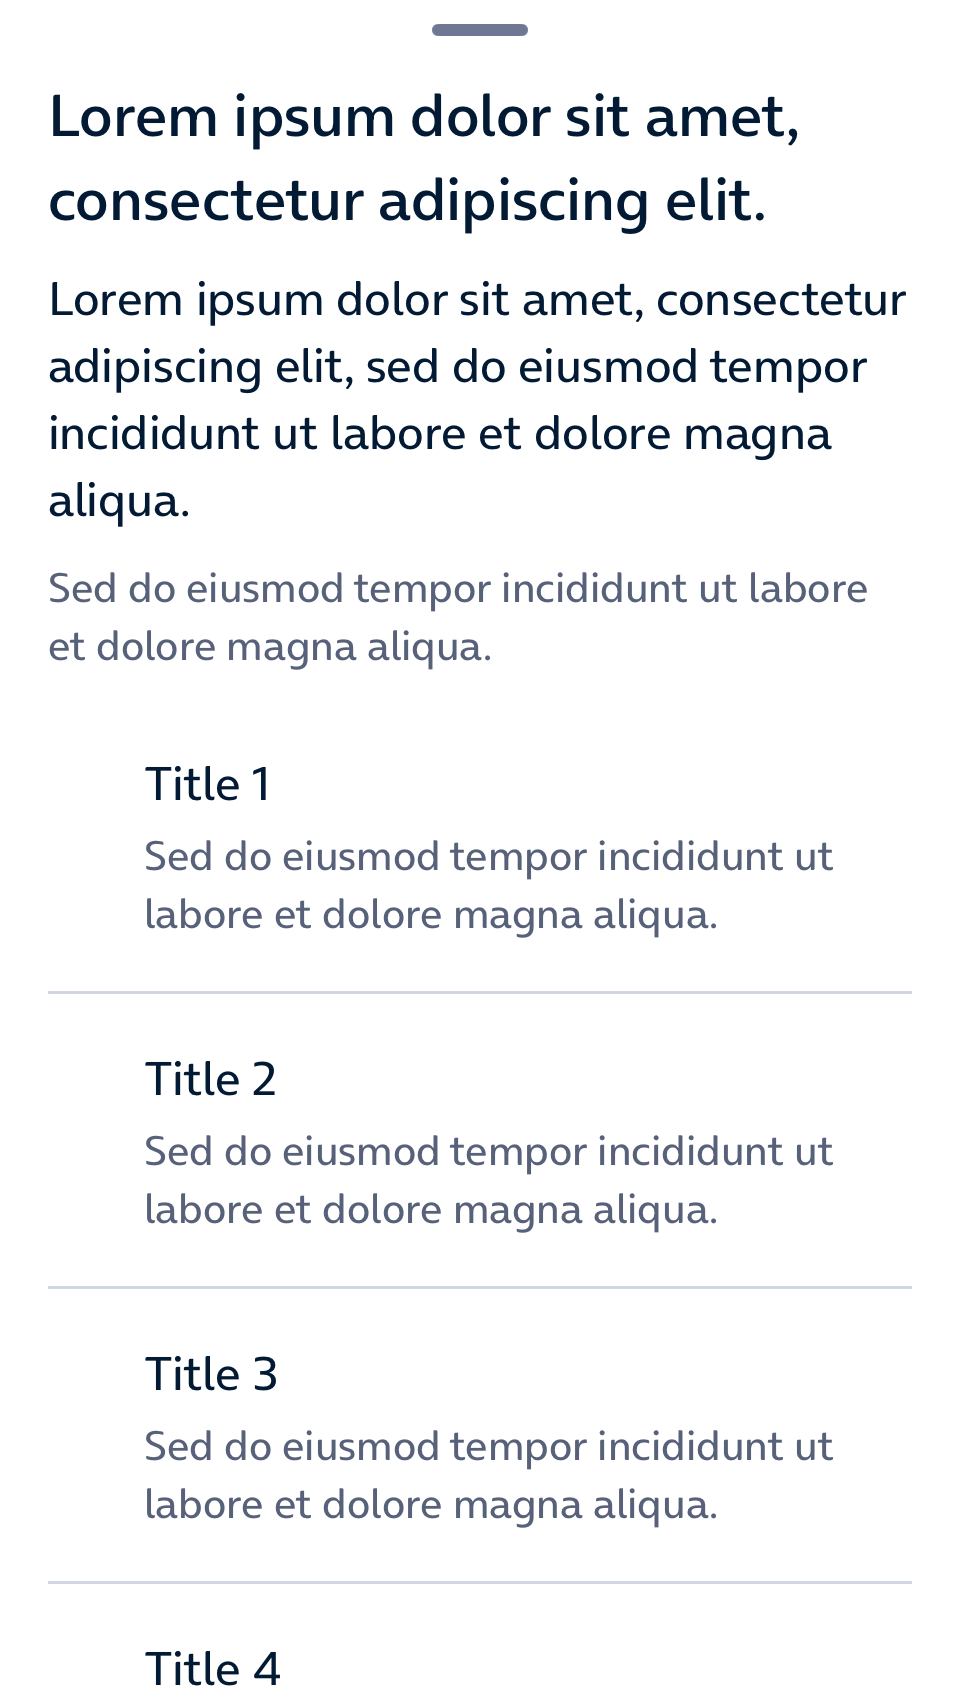 Lorem ipsum dolor sit amet,
consectetur adipiscing elit.
Lorem ipsum dolor sit amet, consectetur
adipiscing elit, sed do eiusmod tempor
incididunt ut labore et dolore magna
aliqua.
Sed do eiusmod tempor incididunt ut labore
et dolore magna aliqua.
Title 1
Sed do eiusmod tempor incididunt ut
labore et dolore magna aliqua.
Title 2
Sed do eiusmod tempor incididunt ut
labore et dolore magna aliqua.
Title 3
Sed do eiusmod tempor incididunt ut
labore et dolore magna aliqua.
Title 4